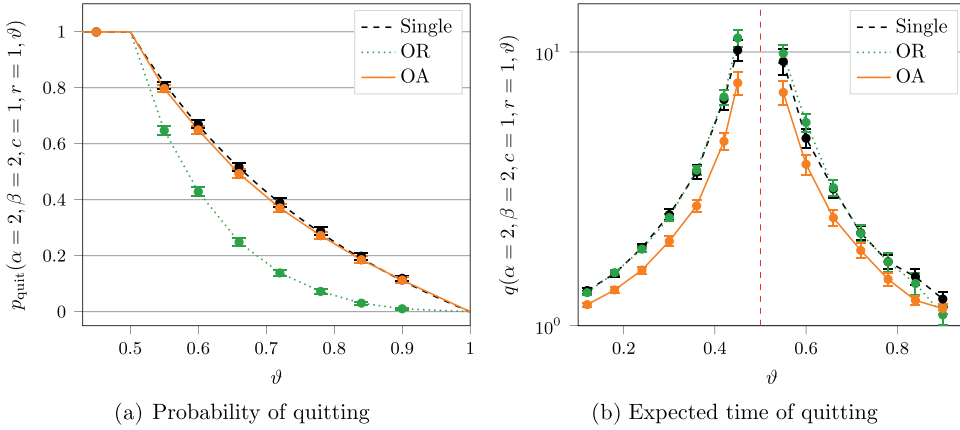 p_quit(α = 2, β = 2, c = 1, r = 1, ϑ)
1
0.8
0.6
0.4
0.2
0
0.5
0.6
0.7
0.8
0.9
1
ϑ
Single
OR
OA
(a) Probability of quitting
q(α = 2, β = 2, c = 1, r = 1, ϑ)
10^1
10^0
0.2
0.4
0.6
0.8
ϑ
Single
OR
OA
(b) Expected time of quitting